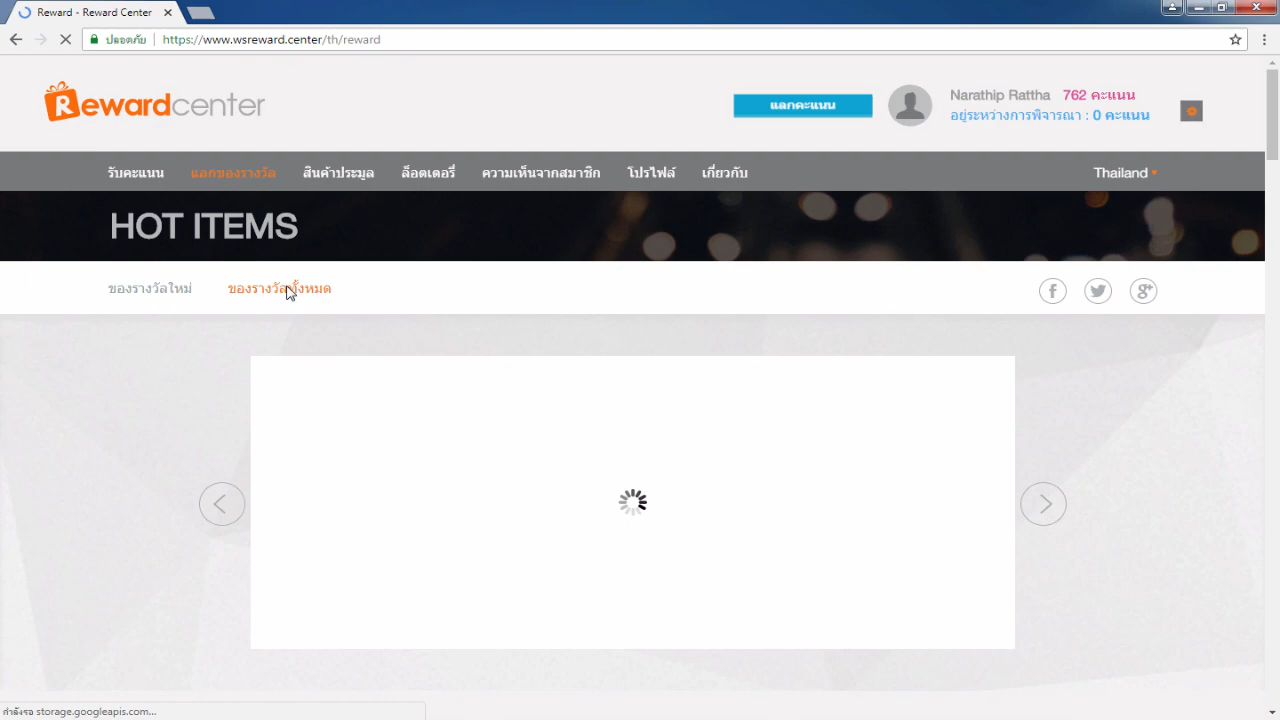 Reward - Reward Center
ปลอดภัย | https://www.wsreward.center/th/reward
Rewardcenter
แลกคะแนน
Narathip Rattha 762 คะแนน
อยู่ระหว่างการพิจารณา : 0 คะแนน
รับคะแนน แลกของรางวัล สินค้าประมูล ล็อตเตอรี่ ความเห็นจากสมาชิก โปรไฟล์ เกี่ยวกับ Thailand
HOT ITEMS
ของรางวัลใหม่ ของรางวัลทั้งหมด
กำลังรอ storage.googleapis.com...